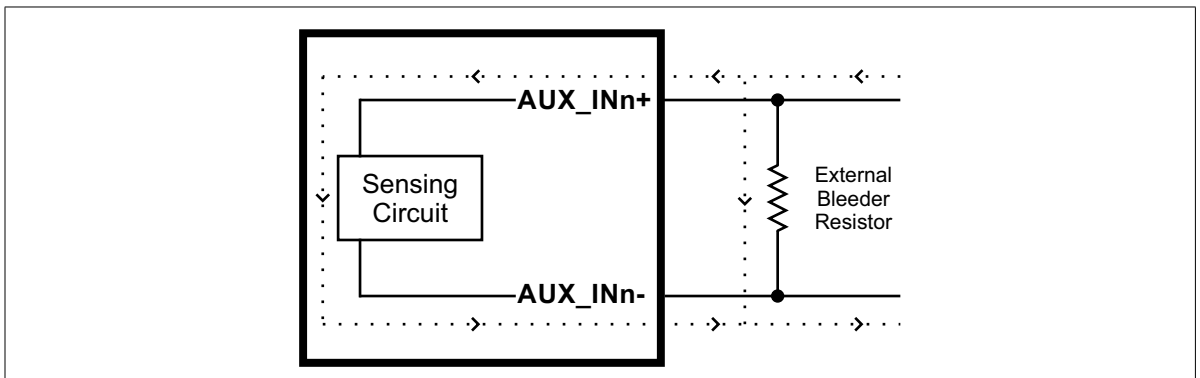 AUX_INn+
Sensing
Circuit
External
Bleeder
Resistor
AUX_INn-